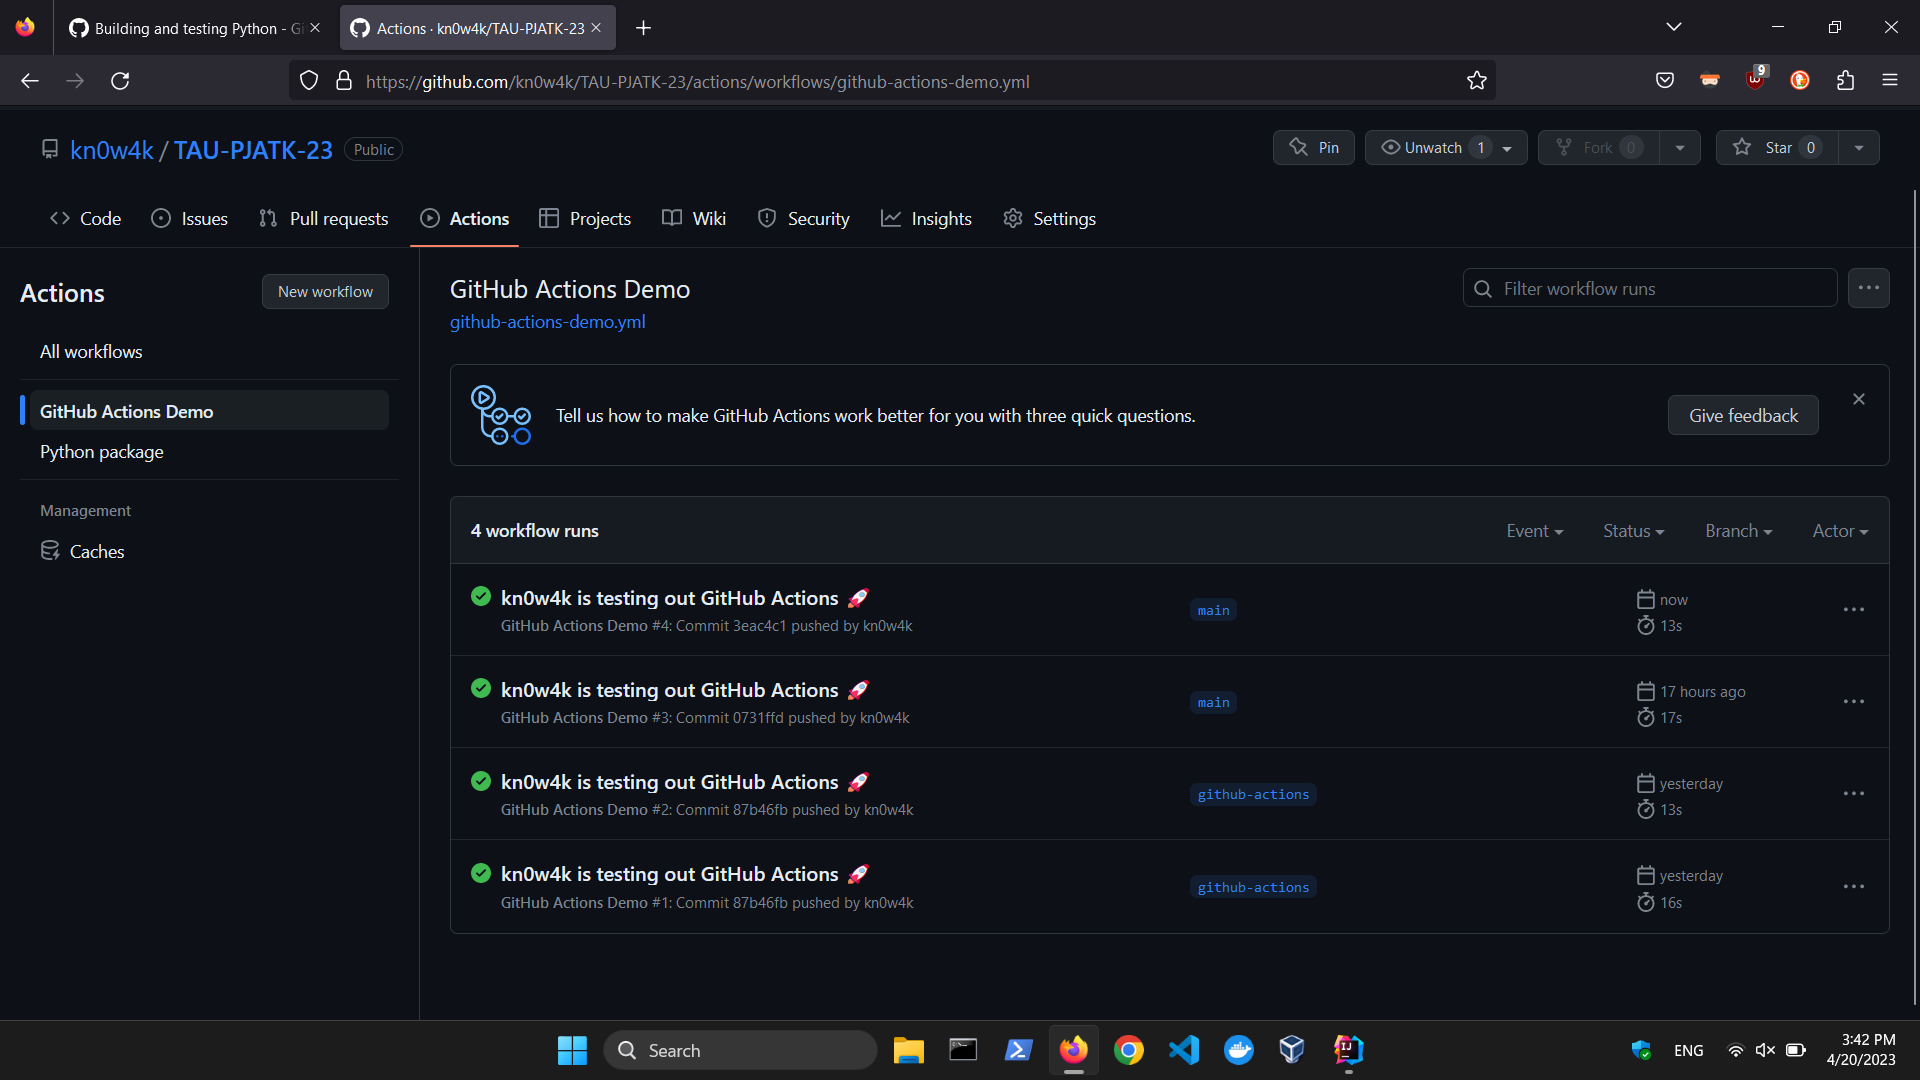 Building and testing Python - Gi
Actions · kn0w4k/TAU-PJATK-23
https://github.com/kn0w4k/TAU-PJATK-23/actions/workflows/github-actions-demo.yml
9
kn0w4k / TAU-PJATK-23 Public
Pin
Unwatch 1
Fork 0
Star 0
Code
Issues
Pull requests
Actions
Projects
Wiki
Security
Insights
Settings
Actions
New workflow
All workflows
GitHub Actions Demo
Python package
Management
Caches
GitHub Actions Demo
github-actions-demo.yml
Filter workflow runs
Tell us how to make GitHub Actions work better for you with three quick questions.
Give feedback
4 workflow runs
Event
Status
Branch
Actor
kn0w4k is testing out GitHub Actions 🚀
GitHub Actions Demo #4: Commit 3eac4c1 pushed by kn0w4k
main
now
13s
kn0w4k is testing out GitHub Actions 🚀
GitHub Actions Demo #3: Commit 0731ffd pushed by kn0w4k
main
17 hours ago
17s
kn0w4k is testing out GitHub Actions 🚀
GitHub Actions Demo #2: Commit 87b46fb pushed by kn0w4k
github-actions
yesterday
13s
kn0w4k is testing out GitHub Actions 🚀
GitHub Actions Demo #1: Commit 87b46fb pushed by kn0w4k
github-actions
yesterday
16s
Search
IJ
ENG
3:42 PM
4/20/2023